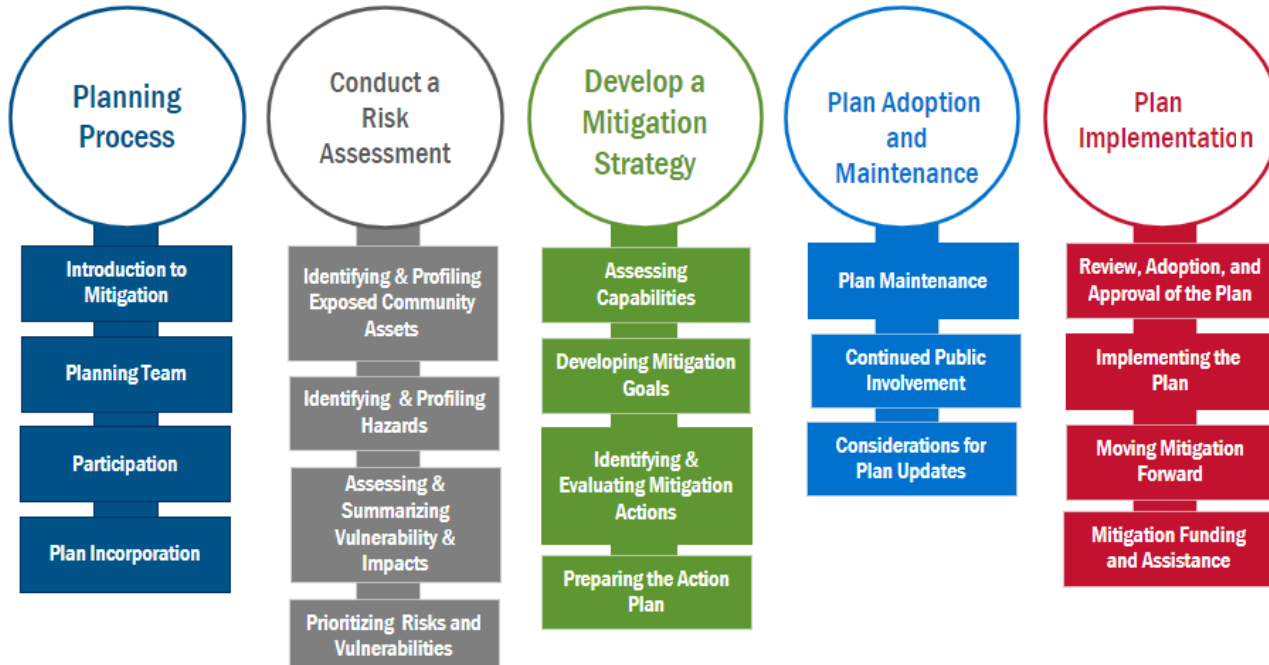 Planning
Process
Introduction to
Mitigation
Planning Team
Participation
Plan Incorporation
Conduct a
Risk
Assessment
Identifying & Profiling
Exposed Community
Assets
Identifying & Profiling
Hazards
Assessing &
Summarizing
Vulnerability &
Impacts
Prioritizing Risks and
Vulnerabilities
Develop a
Mitigation
Strategy
Assessing
Capabilities
Developing Mitigation
Goals
Identifying &
Evaluating Mitigation
Actions
Preparing the Action
Plan
Plan Adoption
and
Maintenance
Plan Maintenance
Continued Public
Involvement
Considerations for
Plan Updates
Plan
Implementation
Review, Adoption, and
Approval of the Plan
Implementing the
Plan
Moving Mitigation
Forward
Mitigation Funding
and Assistance